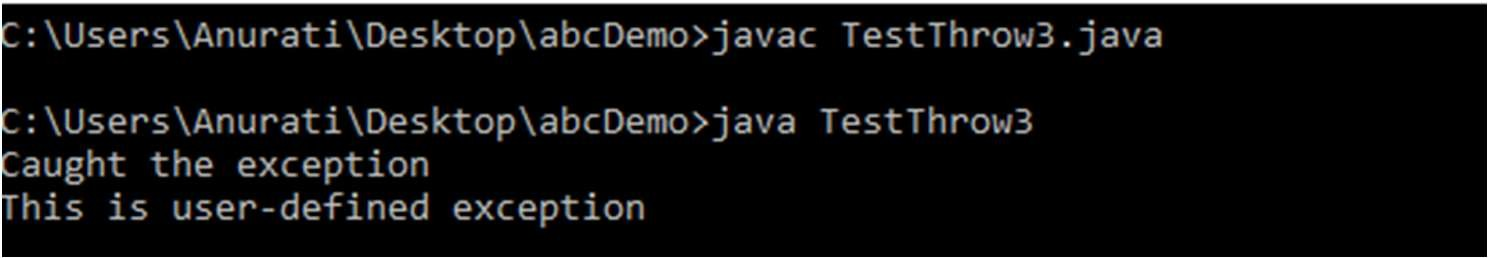 C:\Users\Anurati\Desktop\abcDemo>javac TestThrow3.java
C:\Users\Anurati\Desktop\abcDemo>java TestThrow3
Caught the exception
This is user-defined exception